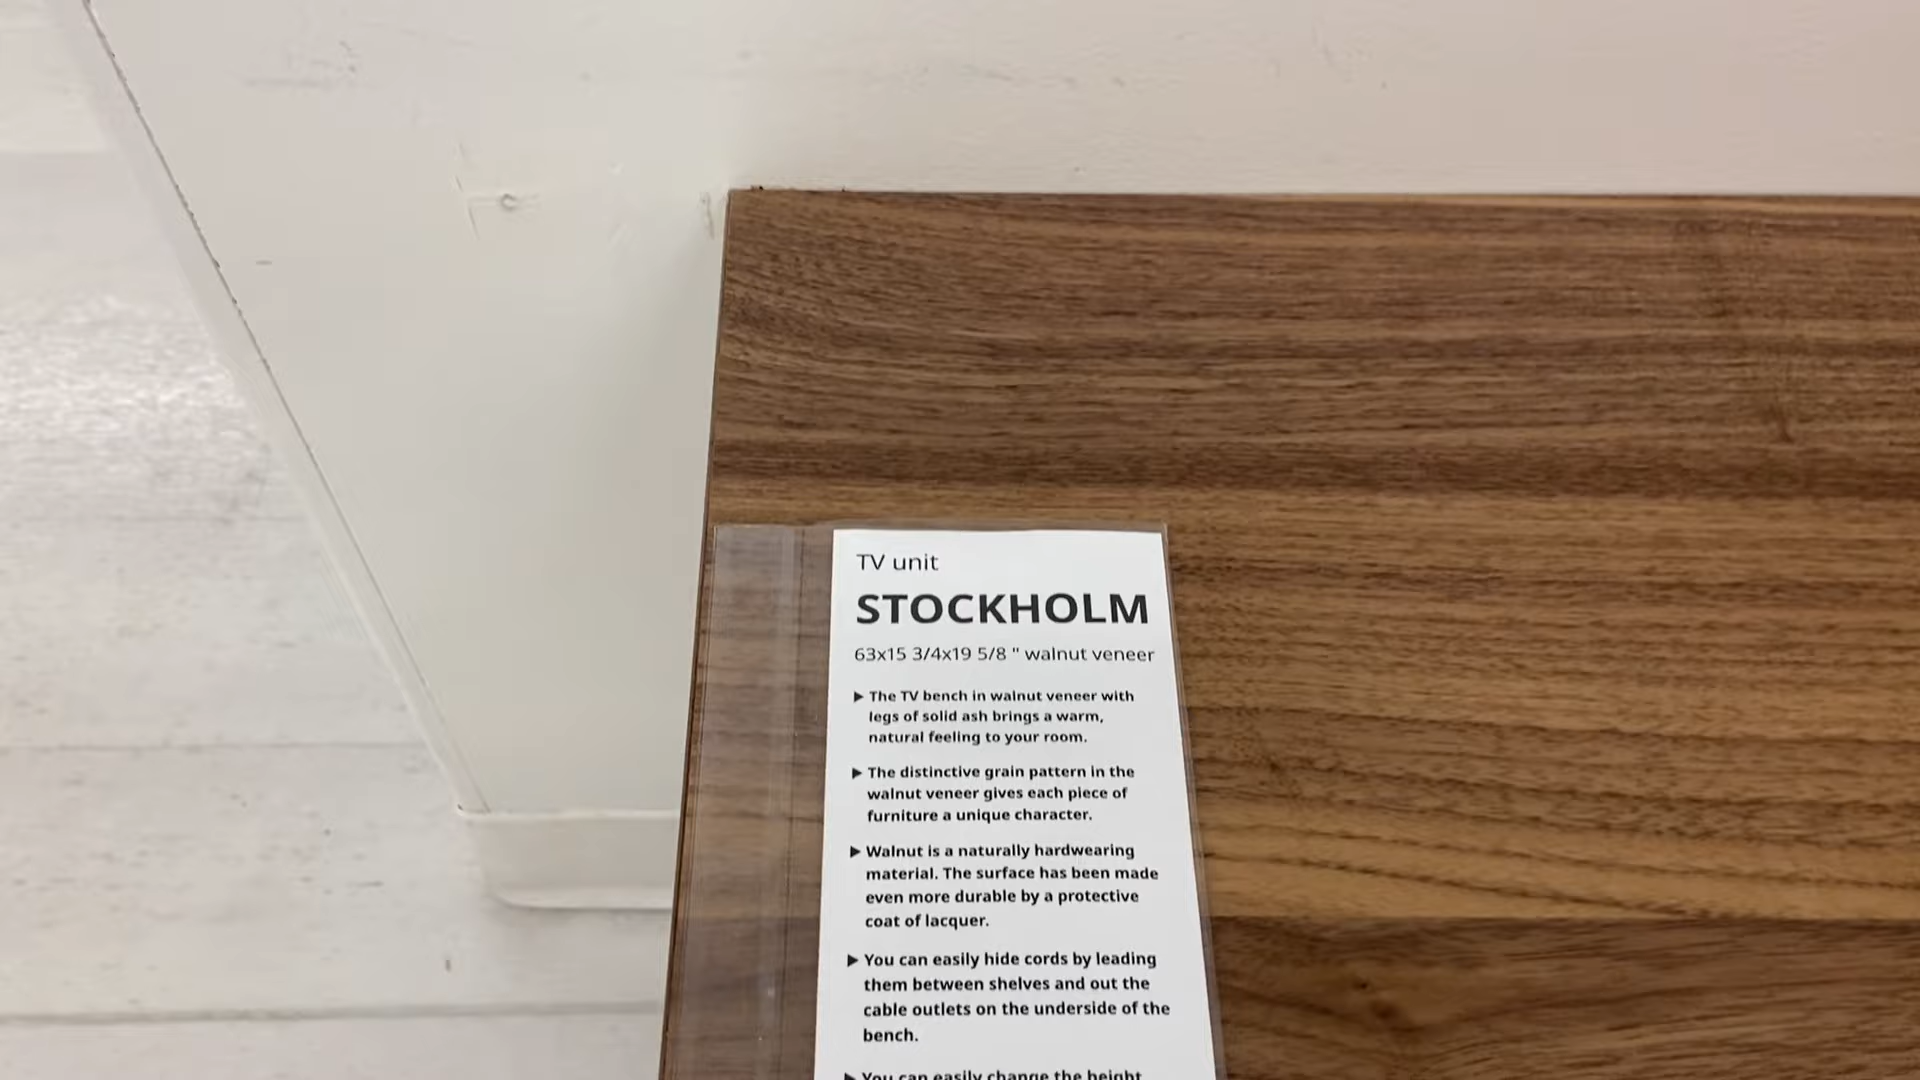 TV unit
STOCKHOLM
63x15 3/4x19 5/8 " walnut veneer
▶ The TV bench in walnut veneer with
legs of solid ash brings a warm,
natural feeling to your room.
▶ The distinctive grain pattern in the
walnut veneer gives each piece of
furniture a unique character.
▶ Walnut is a naturally hardwearing
material. The surface has been made
even more durable by a protective
coat of lacquer.
▶ You can easily hide cords by leading
them between shelves and out the
cable outlets on the underside of the
bench.
▶ You can easily change the height